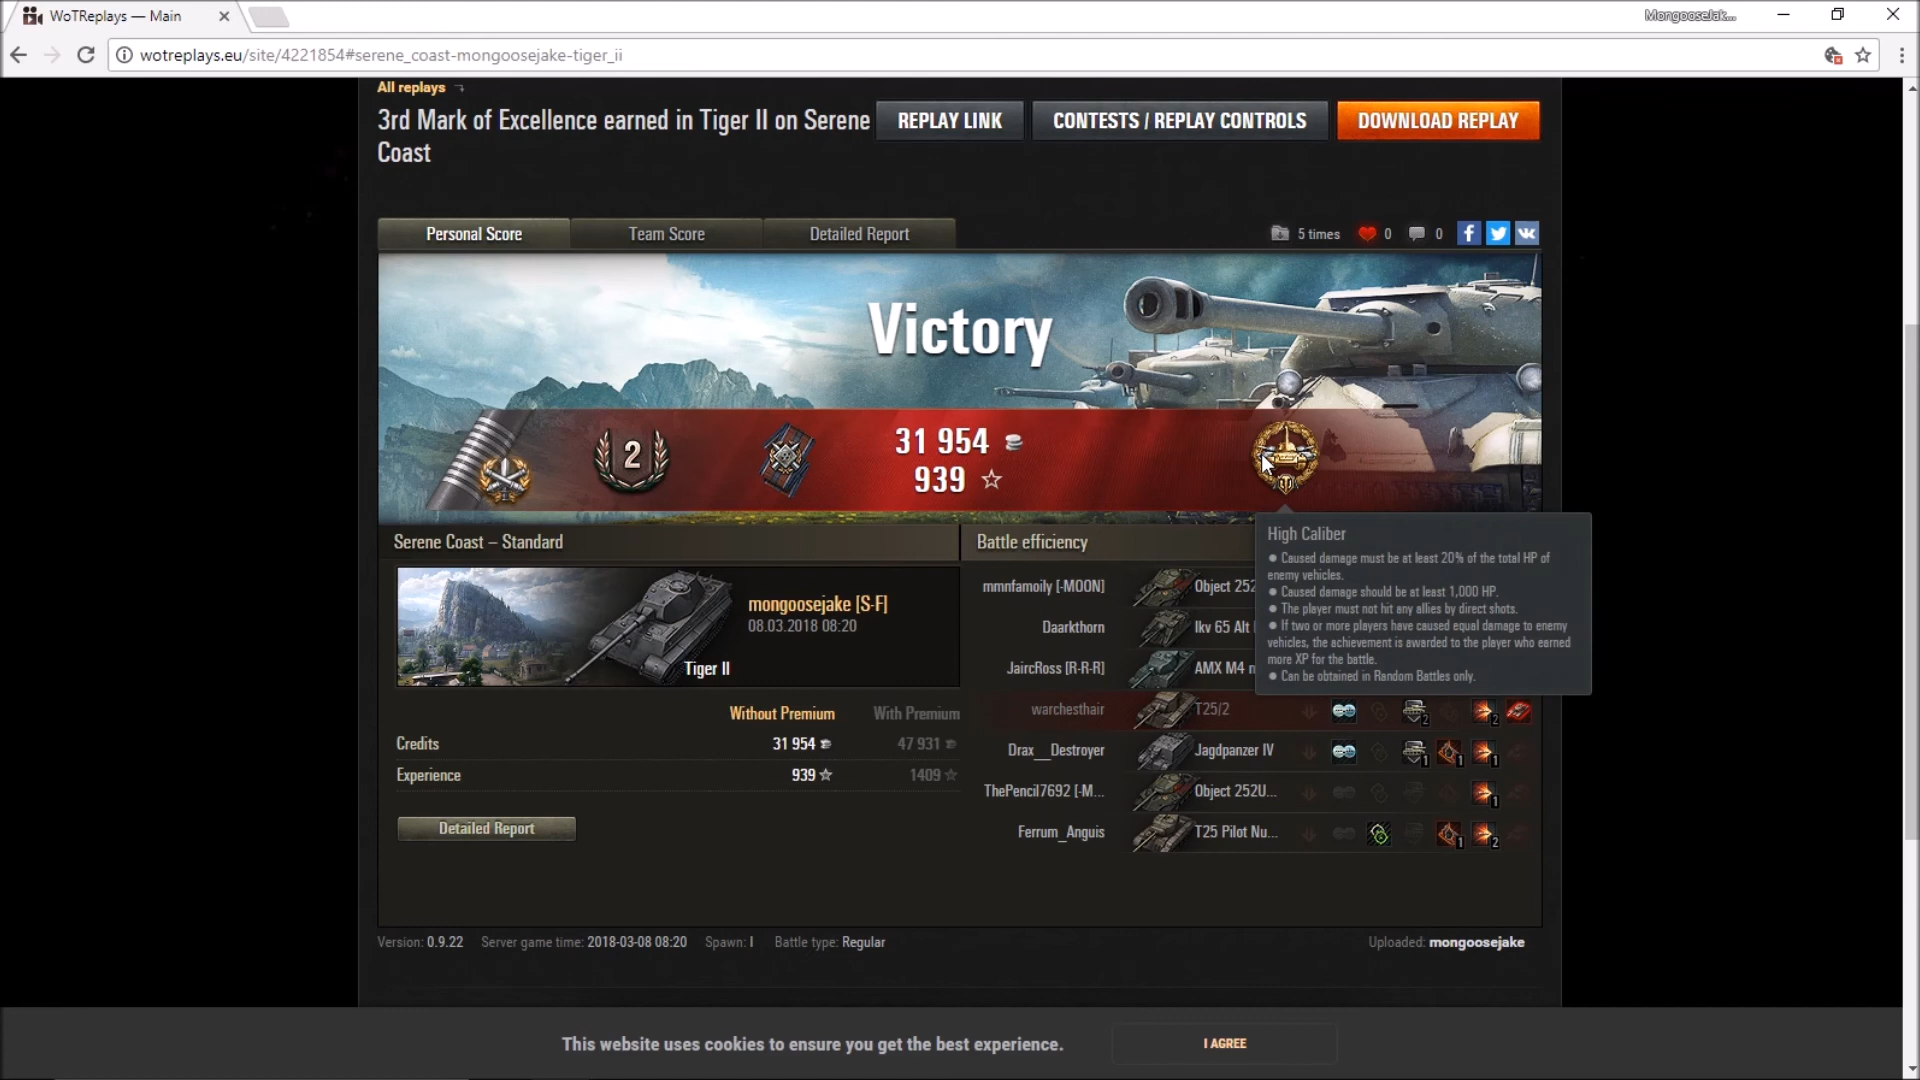 WoTReplays — Main
MongooseJak...
wotreplays.eu/site/4221854#serene_coast-mongoosejake-tiger_ii
All replays
3rd Mark of Excellence earned in Tiger II on Serene
Coast
REPLAY LINK
CONTESTS / REPLAY CONTROLS
DOWNLOAD REPLAY
Personal Score
Team Score
Detailed Report
5 times
0
0
Victory
2
31 954
939
Serene Coast – Standard
Battle efficiency
High Caliber
Caused damage must be at least 20% of the total HP of
enemy vehicles.
Caused damage should be at least 1,000 HP.
The player must not hit any allies by direct shots.
If two or more players have caused equal damage to enemy
vehicles, the achievement is awarded to the player who earned
more XP for the battle.
Can be obtained in Random Battles only.
mongoosejake [S-F]
08.03.2018 08:20
Tiger II
Without Premium
With Premium
Credits 31 954 47 931
Experience 939 1409
Detailed Report
mmnfamoily [-MOON] Object 252
Daarkthorn Ikv 65 Alt
JaircRoss [R-R-R] AMX M4 m
warchesthair T25/2 2 2
Drax__Destroyer Jagdpanzer IV 1 1 1
ThePencil7692 [-M... Object 252U... 1
Ferrum_Anguis T25 Pilot Nu... 1 2
Version: 0.9.22 Server game time: 2018-03-08 08:20 Spawn: I Battle type: Regular
Uploaded: mongoosejake
This website uses cookies to ensure you get the best experience.
I AGREE